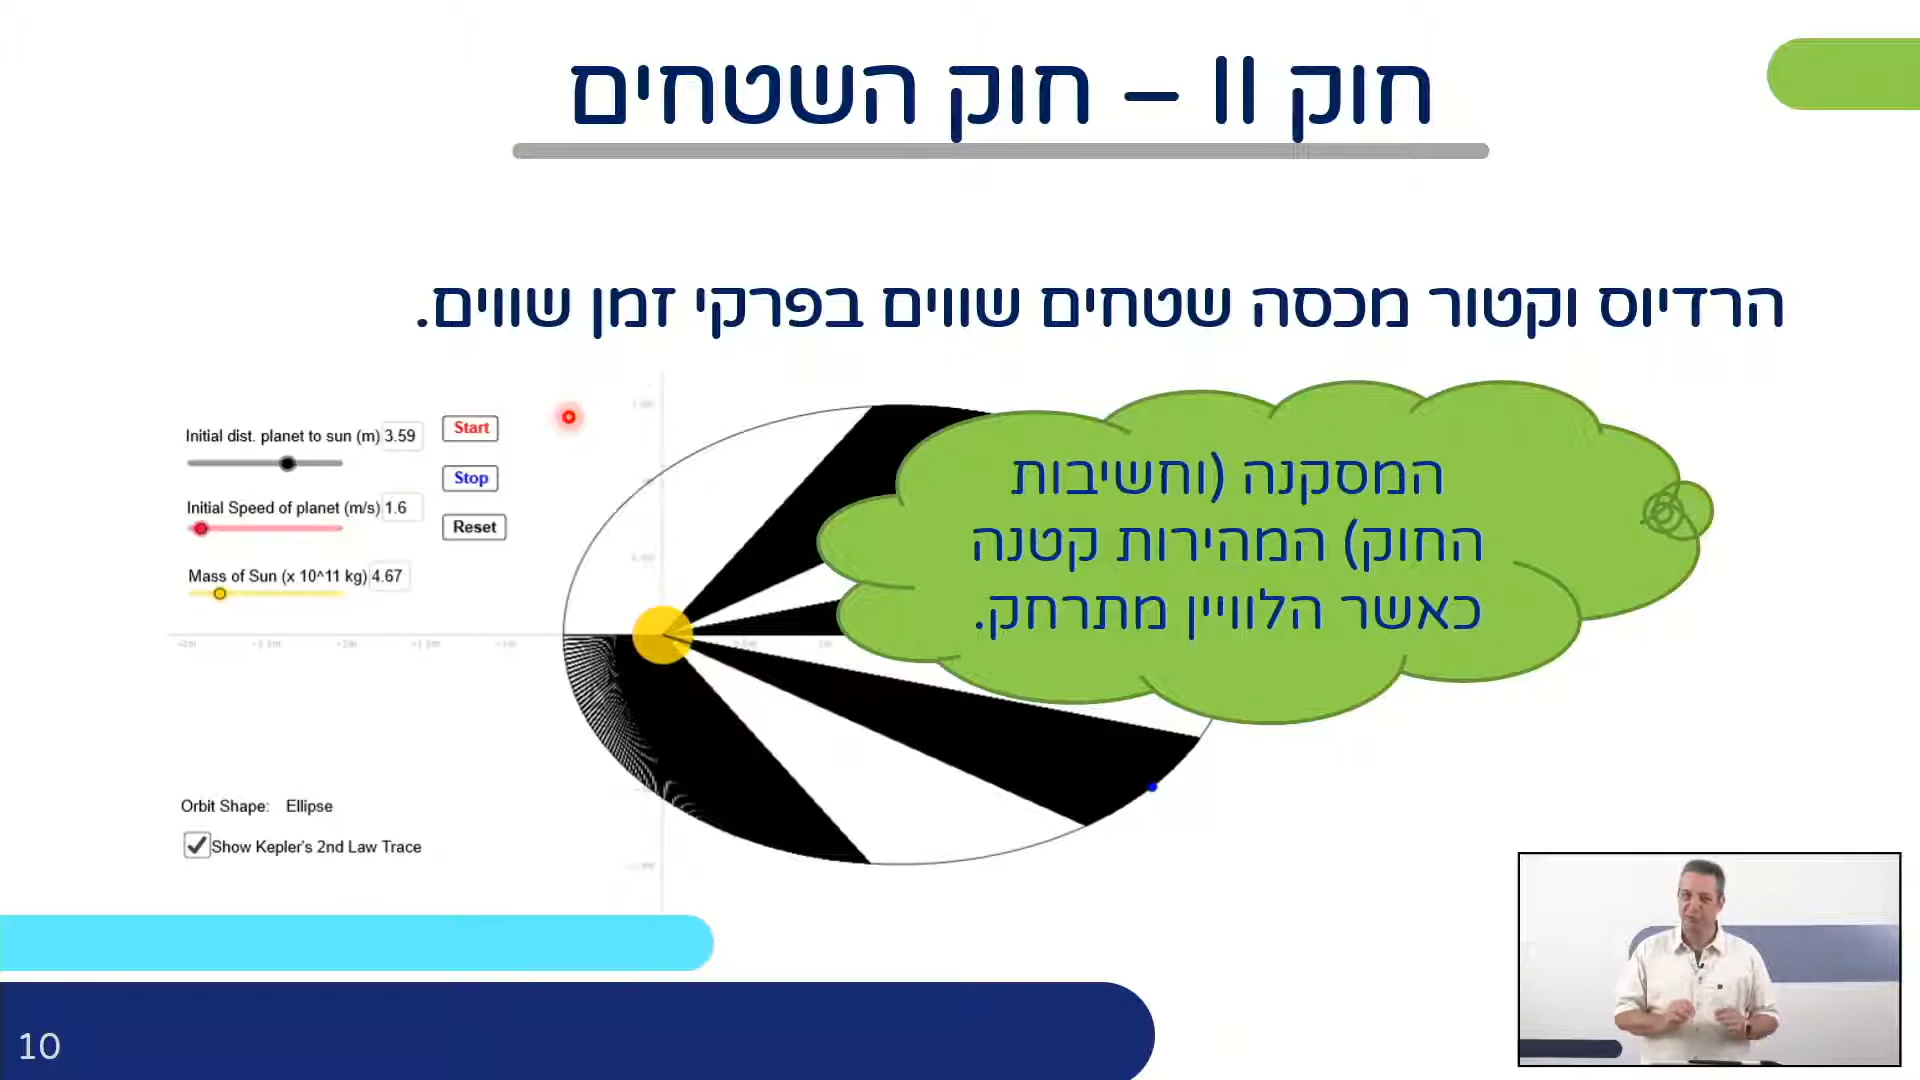 חוק II – חוק השטחים
הרדיוס וקטור מכסה שטחים שווים בפרקי זמן שווים.
Initial dist. planet to sun (m) 3.59
Start
Stop
Initial Speed of planet (m/s) 1.6
Reset
Mass of Sun (x 10^11 kg) 4.67
המסקנה (וחשיבות
החוק) המהירות קטנה
כאשר הלוויין מתרחק.
Orbit Shape: Ellipse
Show Kepler's 2nd Law Trace
10